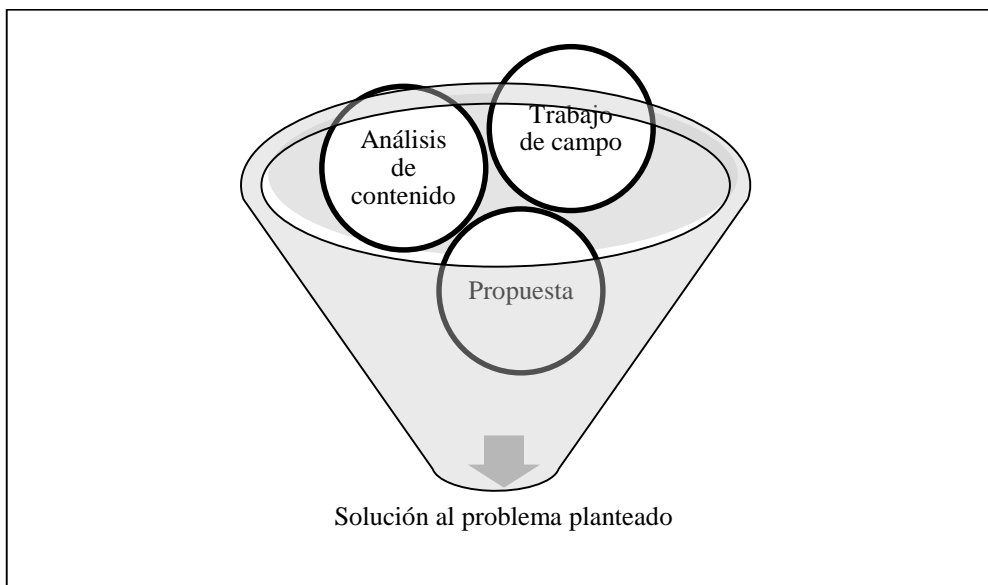 Análisis
de
contenido
Trabajo
de campo
Propuesta
Solución al problema planteado